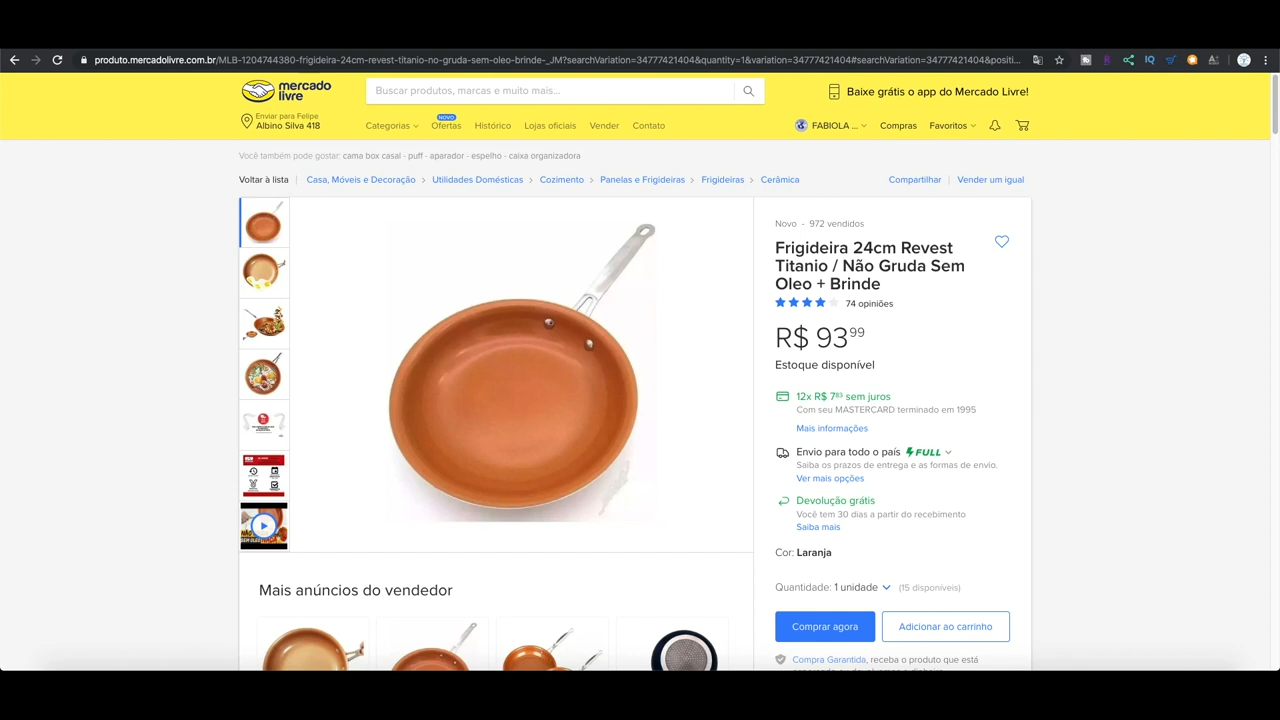 produto.mercadolivre.com.br/MLB-1204744380-frigideira-24cm-revest-titanio-no-gruda-sem-oleo-brinde-_JM?searchVariation=34777421404&quantity=1&variation=34777421404#searchVariation=34777421404&positi...
mercado
livre
Buscar produtos, marcas e muito mais...
Baixe grátis o app do Mercado Livre!
Enviar para Felipe
Albino Silva 418
NOVO
Categorias Ofertas Histórico Lojas oficiais Vender Contato
FABIOLA ... Compras Favoritos
Você também pode gostar: cama box casal - puff - aparador - espelho - caixa organizadora
Voltar à lista | Casa, Móveis e Decoração > Utilidades Domésticas > Cozimento > Panelas e Frigideiras > Frigideiras > Cerâmica
Compartilhar | Vender um igual
Novo - 972 vendidos
Frigideira 24cm Revest
Titanio / Não Gruda Sem
Oleo + Brinde
74 opiniões
R$ 93 99
Estoque disponível
12x R$ 7 83 sem juros
Com seu MASTERCARD terminado em 1995
Mais informações
Envio para todo o país FULL
Saiba os prazos de entrega e as formas de envio.
Ver mais opções
Devolução grátis
Você tem 30 dias a partir do recebimento
Saiba mais
Cor: Laranja
Quantidade: 1 unidade (15 disponíveis)
Comprar agora
Adicionar ao carrinho
Compra Garantida, receba o produto que está
Mais anúncios do vendedor